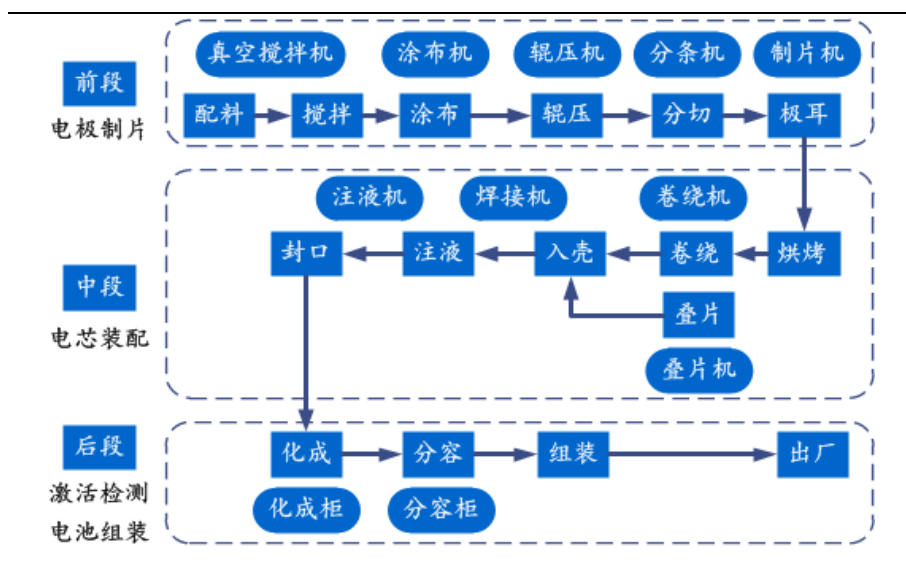 真空搅拌机 涂布机 辊压机 分条机 制片机
前段
配料 搅拌 涂布 辊压 分切 极耳
电极制片
注液机 焊接机 卷绕机
封口 注液 入壳 卷绕 烘烤
中段
叠片
电芯装配
叠片机
后段
化成 分容 组装 出厂
激活检测
化成柜 分容柜
电池组装